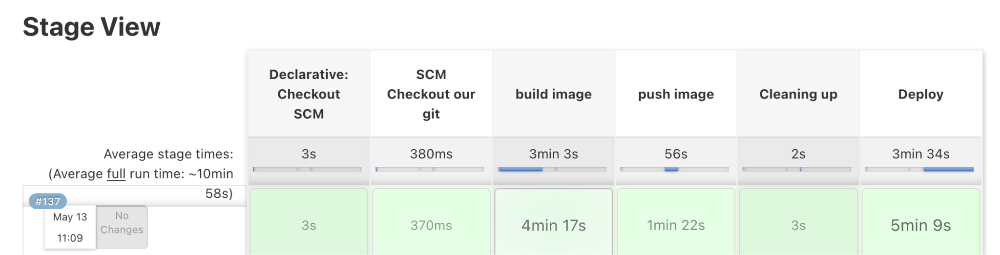 Stage View
Declarative:
Checkout
SCM
SCM
Checkout our
git
build image
push image
Cleaning up
Deploy
Average stage times:
(Average full run time: ~10min
58s)
3s
380ms
3min 3s
56s
2s
3min 34s
#137
May 13
11:09
No
Changes
3s
370ms
4min 17s
1min 22s
3s
5min 9s